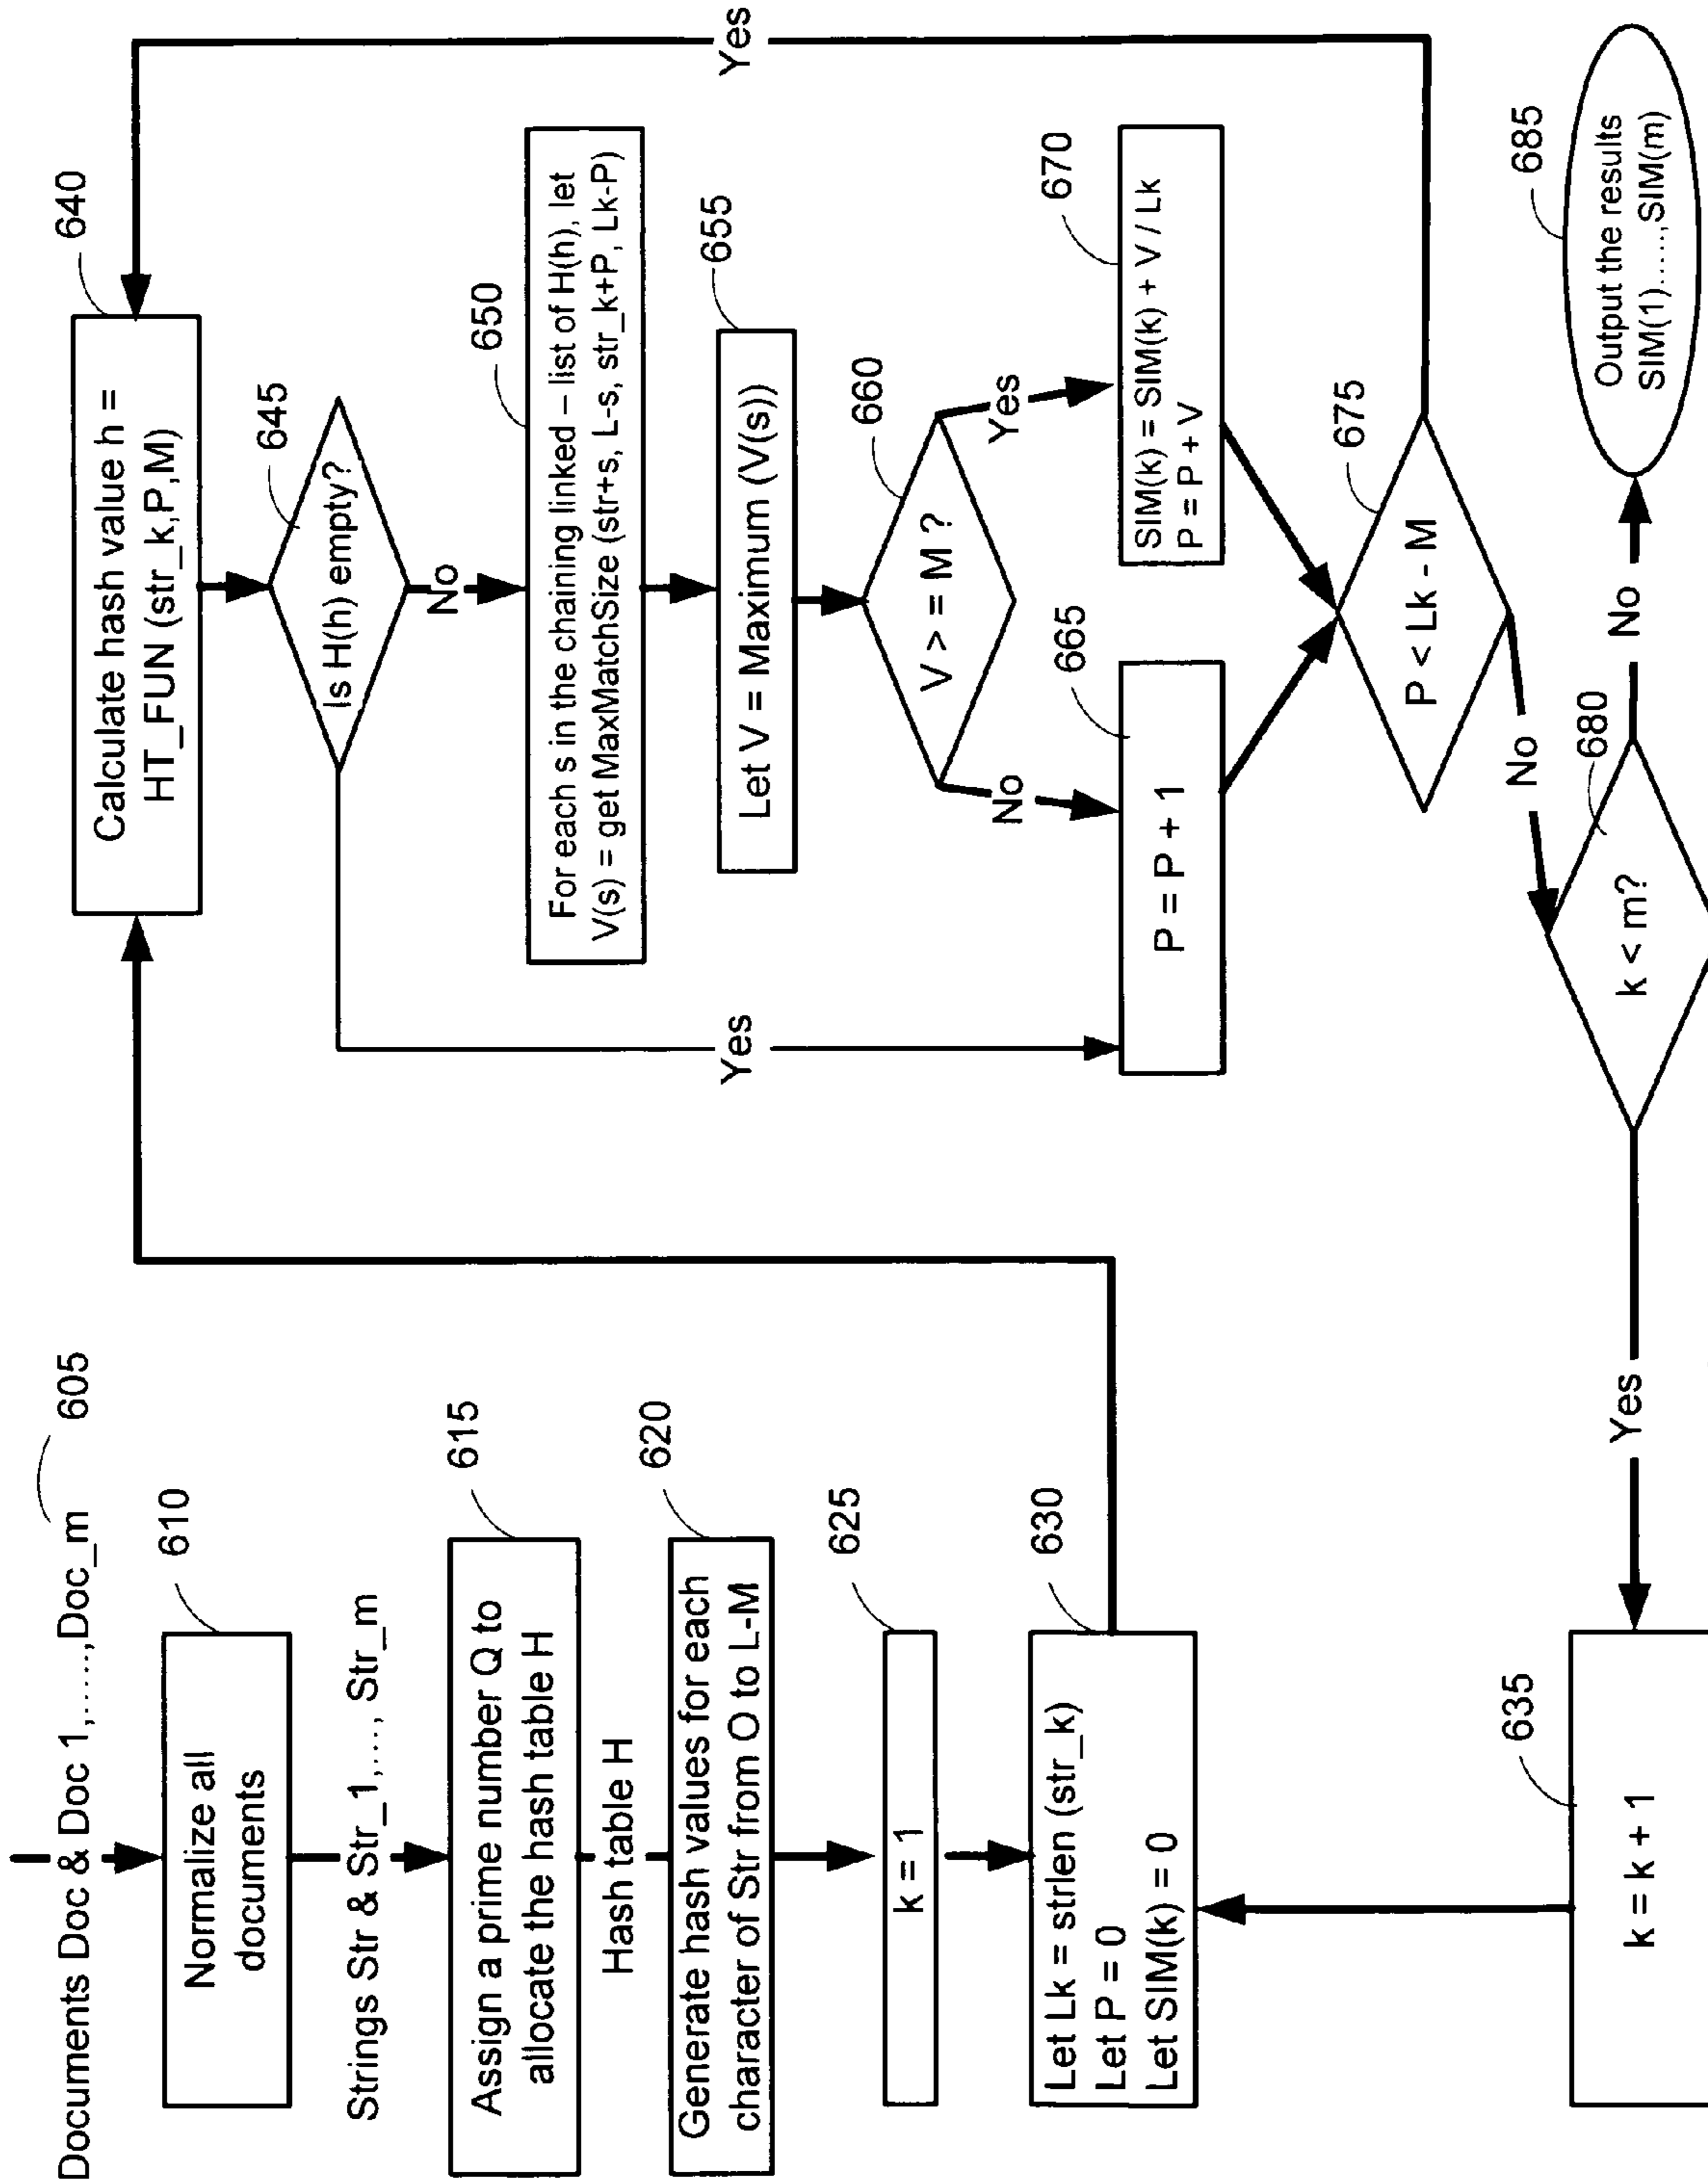 Documents Doc & Doc 1,.....,Doc_m
605
610
Normalize all
documents
Strings Str & Str_1,..., Str_m
615
Assign a prime number Q to
allocate the hash table H
Hash table H
620
Generate hash values for each
character of Str from O to L-M
625
k = 1
630
Let Lk = strlen (str_k)
Let P = 0
Let SIM(k) = 0
635
k = k + 1
640
Calculate hash value h =
HT_FUN (str_k,P,M)
645
Is H(h) empty?
No
Yes
650
For each s in the chaining linked – list of H(h), let
V(s) = get MaxMatchSize (str+s, L-s, str_k+P, Lk-P)
655
Let V = Maximum (V(s))
660
V > = M ?
No
Yes
665
P = P + 1
670
SIM(k) = SIM(k) + V / Lk
P = P + V
675
P < Lk - M
Yes
No
680
k < m?
Yes
No
685
Output the results
SIM(1)......,SIM(m)